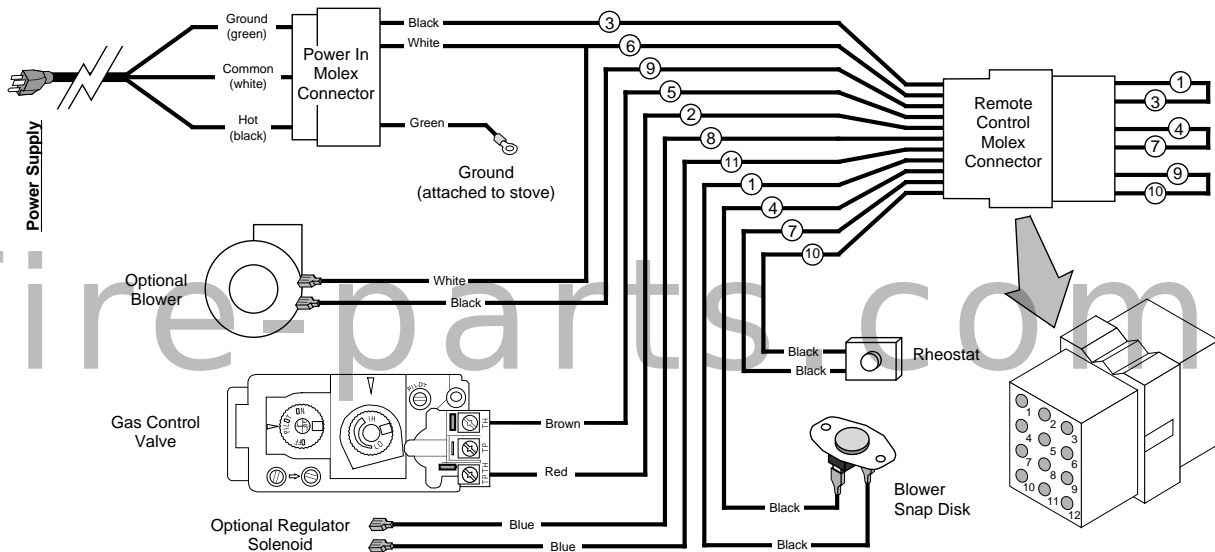 Power Supply
Ground
(green)
Common
(white)
Hot
(black)
Power In
Molex
Connector
Black
White
Green
Ground
(attached to stove)
3
6
9
5
2
8
11
1
4
7
10
Remote
Control
Molex
Connector
1
3
4
7
9
10
Optional
Blower
White
Black
fire-parts.com
Black
Black
Rheostat
Gas Control
Valve
PILOT
ON
OFF
HI
LO
PILOT
TH
TP
TP TH
Brown
Red
Black
Black
Blower
Snap Disk
Optional Regulator
Solenoid
Blue
Blue
1
2
3
4
5
6
7
8
9
10
11
12